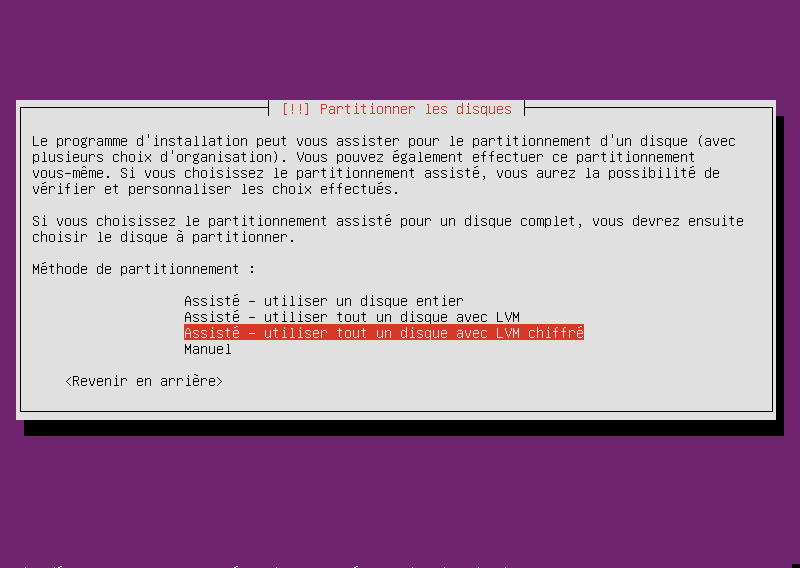 [!!] Partitionner les disques
Le programme d'installation peut vous assister pour le partitionnement d'un disque (avec
plusieurs choix d'organisation). Vous pouvez également effectuer ce partitionnement
vous-même. Si vous choisissez le partitionnement assisté, vous aurez la possibilité de
vérifier et personnaliser les choix effectués.
Si vous choisissez le partitionnement assisté pour un disque complet, vous devrez ensuite
choisir le disque à partitionner.
Méthode de partitionnement :
Assisté - utiliser un disque entier
Assisté - utiliser tout un disque avec LVM
Assisté - utiliser tout un disque avec LVM chiffré
Manuel
<Revenir en arrière>